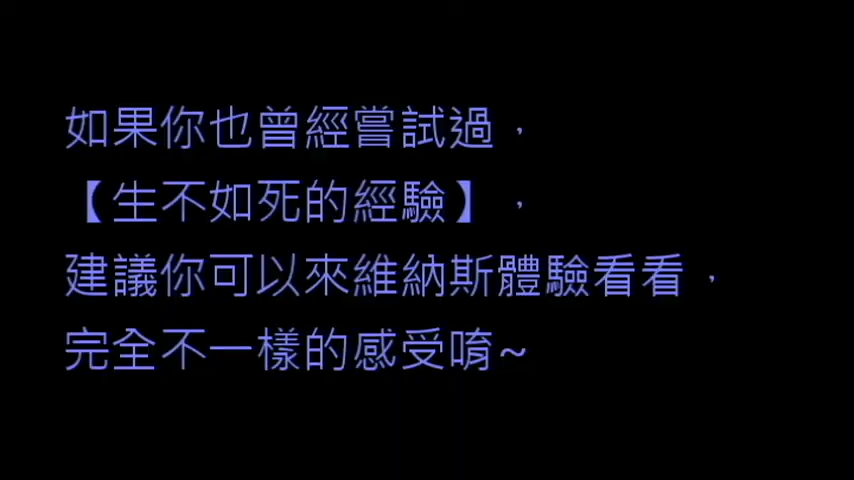 如果你也曾經嘗試過，
【生不如死的經驗】，
建議你可以來維納斯體驗看看，
完全不一樣的感受唷~